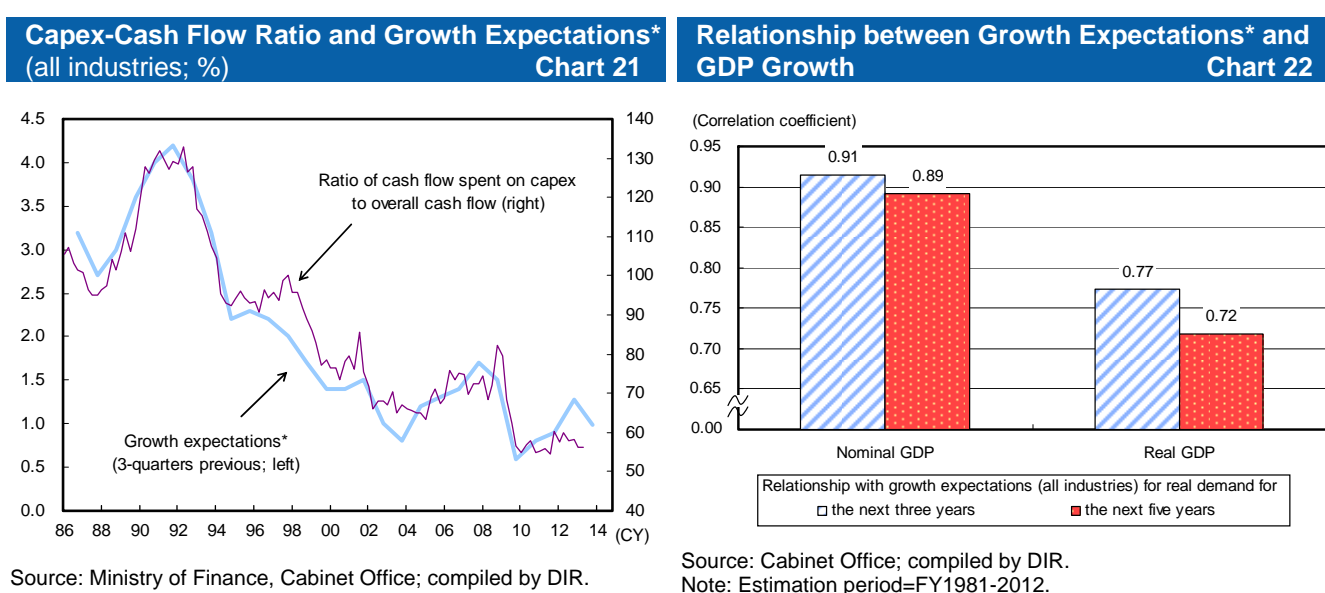 Capex-Cash Flow Ratio and Growth Expectations*
(all industries; %) Chart 21
4.5
4.0
3.5
3.0
2.5
2.0
1.5
1.0
0.5
0.0
140
130
120
110
100
90
80
70
60
50
40
Ratio of cash flow spent on capex
to overall cash flow (right)
Growth expectations*
(3-quarters previous; left)
86 88 90 92 94 96 98 00 02 04 06 08 10 12 14 (CY)
Source: Ministry of Finance, Cabinet Office; compiled by DIR.
Relationship between Growth Expectations* and
GDP Growth Chart 22
(Correlation coefficient)
0.95
0.90
0.85
0.80
0.75
0.70
0.65
0.00
0.91
0.89
0.77
0.72
Nominal GDP Real GDP
Relationship with growth expectations (all industries) for real demand for
the next three years the next five years
Source: Cabinet Office; compiled by DIR.
Note: Estimation period=FY1981-2012.